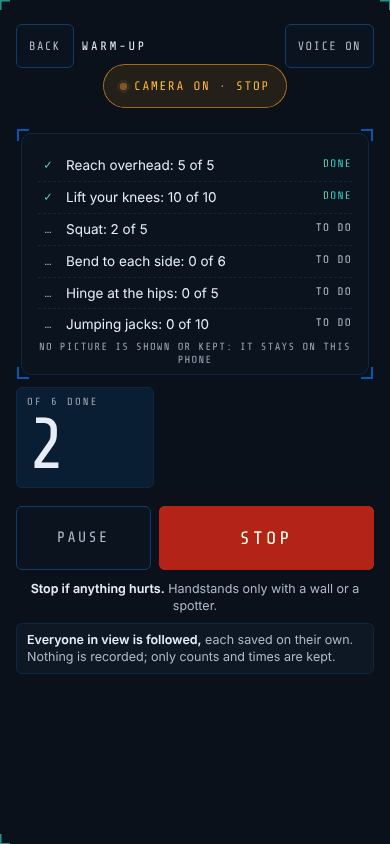 BACK
WARM-UP
VOICE ON
CAMERA ON · STOP
✓ Reach overhead: 5 of 5 DONE
✓ Lift your knees: 10 of 10 DONE
… Squat: 2 of 5 TO DO
… Bend to each side: 0 of 6 TO DO
… Hinge at the hips: 0 of 5 TO DO
… Jumping jacks: 0 of 10 TO DO
NO PICTURE IS SHOWN OR KEPT: IT STAYS ON THIS
PHONE
OF 6 DONE
2
PAUSE
STOP
Stop if anything hurts. Handstands only with a wall or a
spotter.
Everyone in view is followed, each saved on their own.
Nothing is recorded; only counts and times are kept.